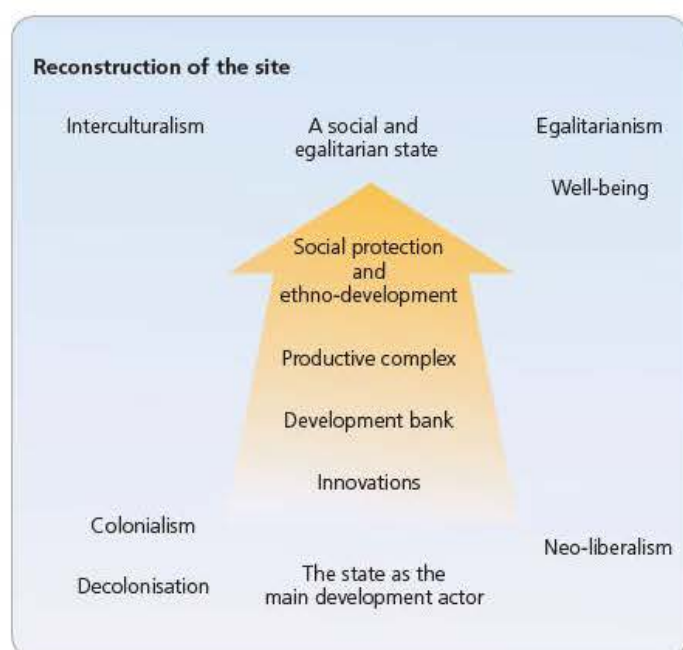 Reconstruction of the site
Interculturalism
A social and
egalitarian state
Egalitarianism
Well-being
Social protection
and
ethno-development
Productive complex
Development bank
Innovations
Colonialism
Neo-liberalism
Decolonisation
The state as the
main development actor